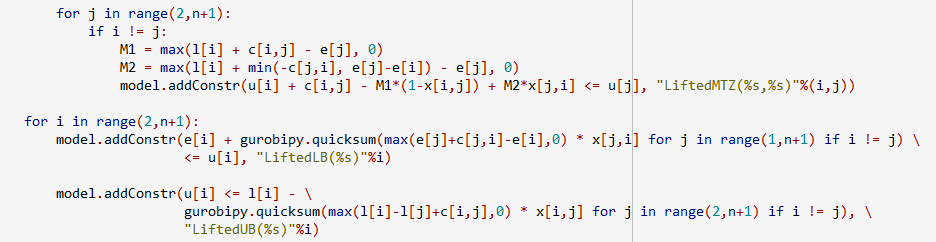 for j in range(2,n+1):
if i != j:
M1 = max(l[i] + c[i,j] - e[j], 0)
M2 = max(l[i] + min(-c[j,i], e[j]-e[i]) - e[j], 0)
model.addConstr(u[i] + c[i,j] - M1*(1-x[i,j]) + M2*x[j,i] <= u[j], "LiftedMTZ(%s,%s)"%(i,j))
for i in range(2,n+1):
model.addConstr(e[i] + gurobipy.quicksum(max(e[j]+c[j,i]-e[i],0) * x[j,i] for j in range(1,n+1) if i != j) \
<= u[i], "LiftedLB(%s)"%i)
model.addConstr(u[i] <= l[i] - \
gurobipy.quicksum(max(l[i]-l[j]+c[i,j],0) * x[i,j] for j in range(2,n+1) if i != j), \
"LiftedUB(%s)"%i)